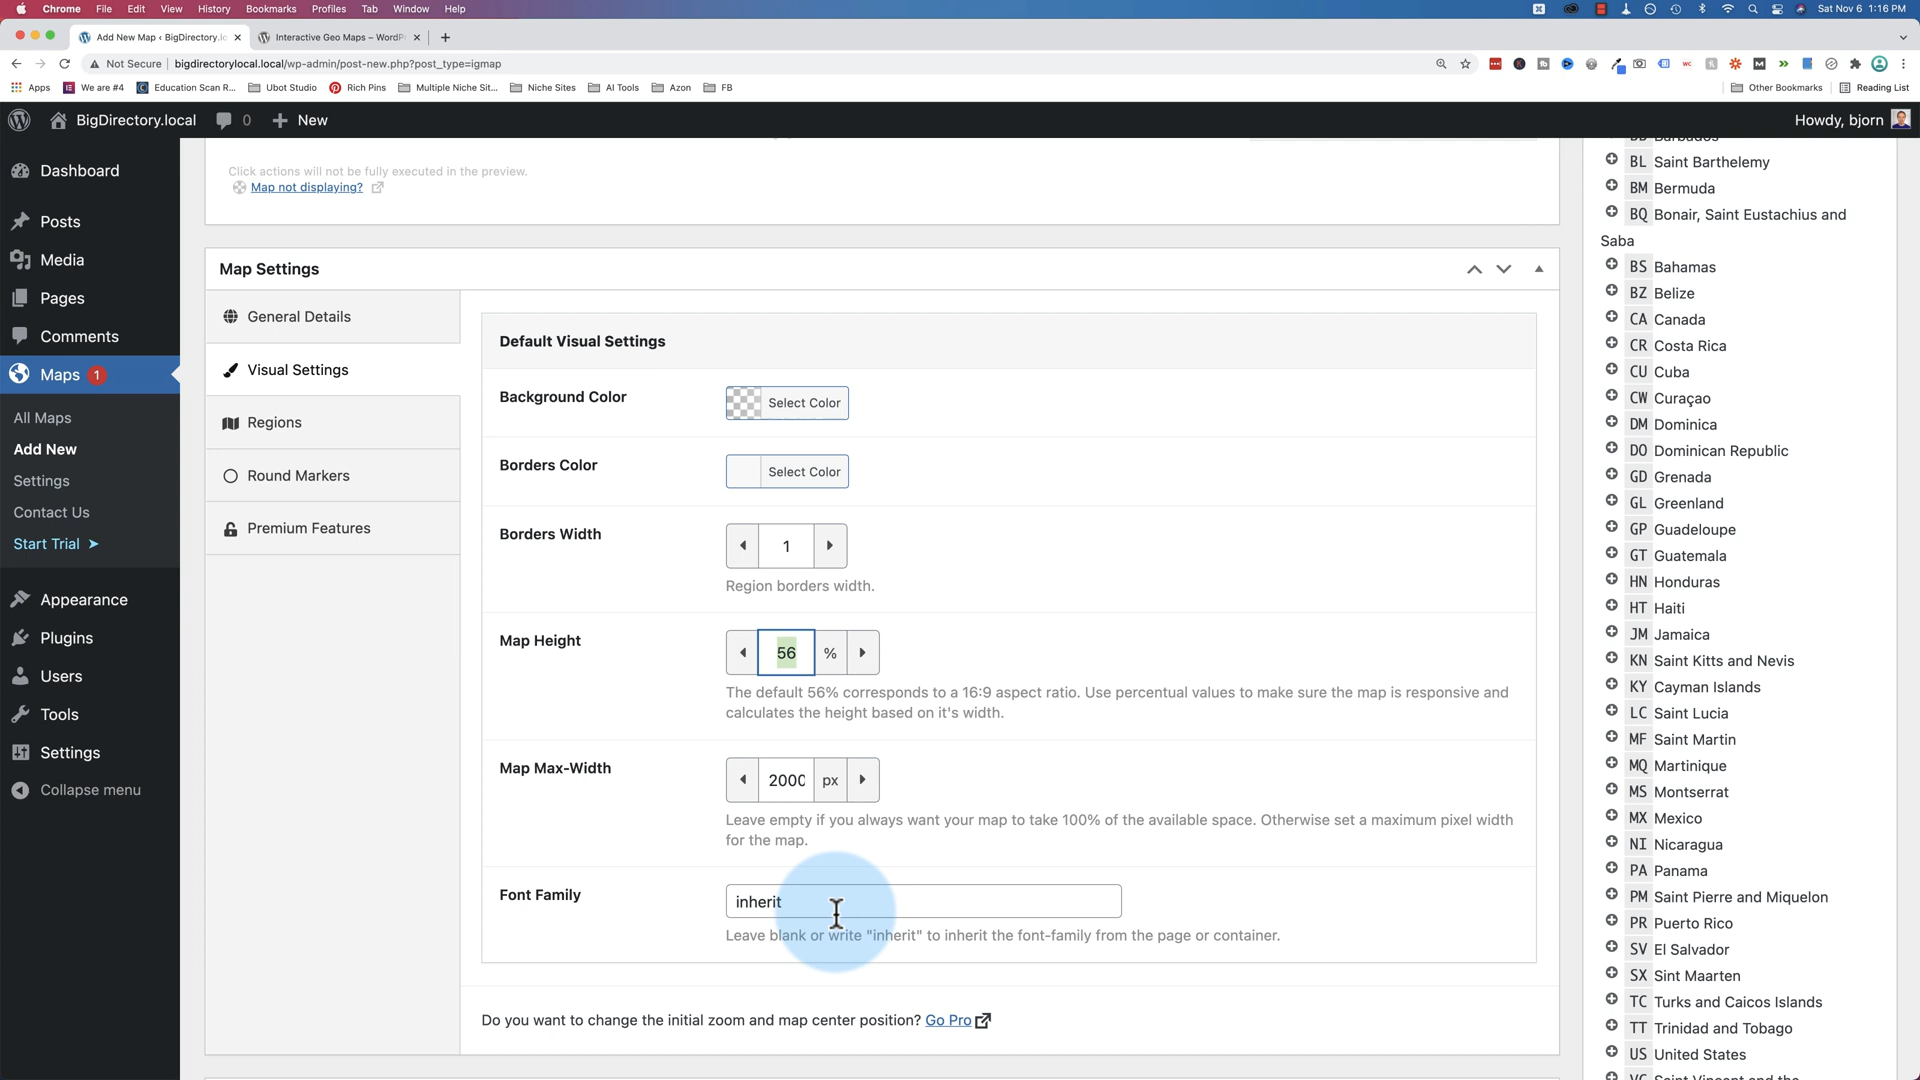 Chrome File Edit View History Bookmarks Profiles Tab Window Help
Sat Nov 6 1:16 PM
Add New Map ‹ BigDirectory.lo
Interactive Geo Maps – WordP
Not Secure
bigdirectorylocal.local/wp-admin/post-new.php?post_type=igmap
Apps
We are #4
Education Scan R...
Ubot Studio
Rich Pins
Multiple Niche Sit...
Niche Sites
AI Tools
Azon
FB
Other Bookmarks
Reading List
BigDirectory.local
0
New
Howdy, bjorn
Dashboard
Posts
Media
Pages
Comments
Maps 1
All Maps
Add New
Settings
Contact Us
Start Trial ➤
Appearance
Plugins
Users
Tools
Settings
Collapse menu
Click actions will not be fully executed in the preview.
Map not displaying?
Map Settings
General Details
Visual Settings
Regions
Round Markers
Premium Features
Default Visual Settings
Background Color
Select Color
Borders Color
Select Color
Borders Width
1
Region borders width.
Map Height
56 %
The default 56% corresponds to a 16:9 aspect ratio. Use percentual values to make sure the map is responsive and
calculates the height based on it's width.
Map Max-Width
2000 px
Leave empty if you always want your map to take 100% of the available space. Otherwise set a maximum pixel width
for the map.
Font Family
inherit
Leave blank or write "inherit" to inherit the font-family from the page or container.
Do you want to change the initial zoom and map center position? Go Pro
BB Barbados
BL Saint Barthelemy
BM Bermuda
BQ Bonair, Saint Eustachius and
Saba
BS Bahamas
BZ Belize
CA Canada
CR Costa Rica
CU Cuba
CW Curaçao
DM Dominica
DO Dominican Republic
GD Grenada
GL Greenland
GP Guadeloupe
GT Guatemala
HN Honduras
HT Haiti
JM Jamaica
KN Saint Kitts and Nevis
KY Cayman Islands
LC Saint Lucia
MF Saint Martin
MQ Martinique
MS Montserrat
MX Mexico
NI Nicaragua
PA Panama
PM Saint Pierre and Miquelon
PR Puerto Rico
SV El Salvador
SX Sint Maarten
TC Turks and Caicos Islands
TT Trinidad and Tobago
US United States
VC Saint Vincent and the